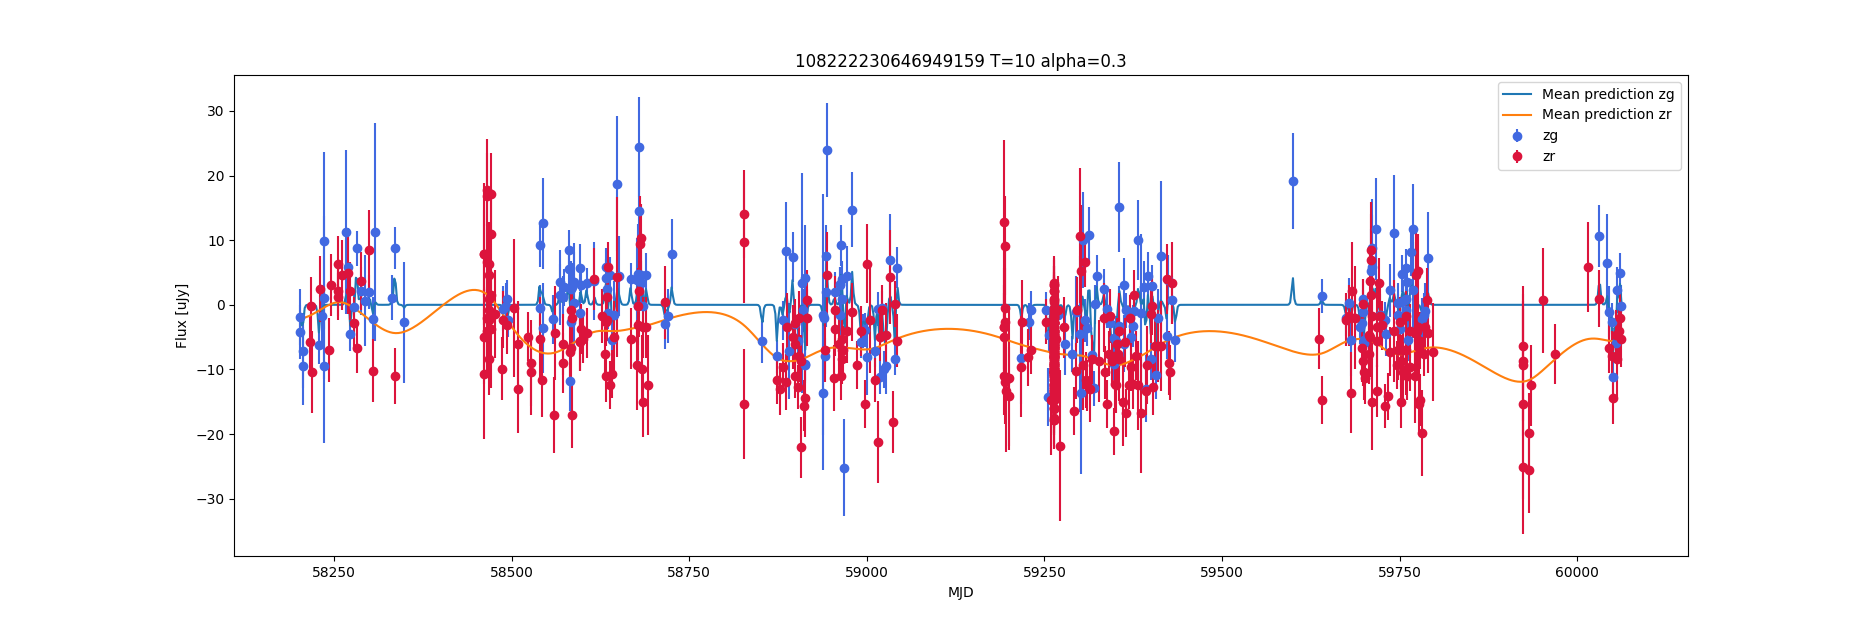 108222230646949159 T=10 alpha=0.3
Flux [uJy]
30
20
10
0
−10
−20
−30
Mean prediction zg
Mean prediction zr
zg
zr
58250
58500
58750
59000
59250
59500
59750
60000
MJD